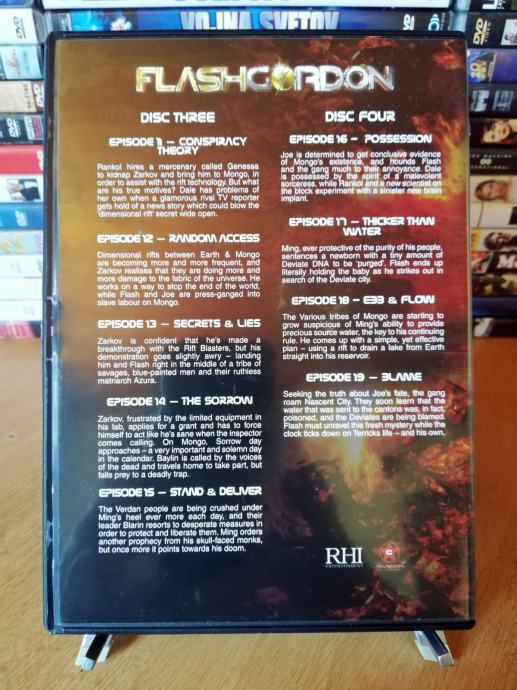 VOJNA SVETOV
FLASH GORDON
DISC THREE
EPISODE 11 – CONSPIRACY
THEORY
Rankol hires a mercenary called Genessa
to kidnap Zarkov and bring him to Mongo, in
order to assist with the rift technology. But what
are his true motives? Dale has problems of
her own when a glamorous rival TV reporter
gets hold of a news story which could blow the
'dimensional rift' secret wide open.
EPISODE 12 – RANDOM ACCESS
Dimensional rifts between Earth & Mongo
are becoming more and more frequent, and
Zarkov realises that they are doing more and
more damage to the fabric of the universe. He
works on a way to stop the end of the world,
while Flash and Joe are press-ganged into
slave labour on Mongo.
EPISODE 13 – SECRETS & LIES
Zarkov is confident that he's made a
breakthrough with the Rift Blasters, but his
demonstration goes slightly awry – landing
him and Flash right in the middle of a tribe of
savages, blue-painted men and their ruthless
matriarch Azura.
EPISODE 14 – THE SORROW
Zarkov, frustrated by the limited equipment in
his lab, applies for a grant and has to force
himself to act like he's sane when the inspector
comes calling. On Mongo, Sorrow day
approaches – a very important and solemn day
in the calendar. Baylin is called by the voices
of the dead and travels home to take part, but
falls prey to a deadly trap.
EPISODE 15 – STAND & DELIVER
The Verdan people are being crushed under
Ming's heel ever more each day, and their
leader Blarin resorts to desperate measures in
order to protect and liberate them. Ming orders
another prophecy from his skull-faced monks,
but once more it points towards his doom.
DISC FOUR
EPISODE 16 – POSSESSION
Joe is determined to get conclusive evidence
of Mongo's existence, and hounds Flash
and the gang much to their annoyance. Dale
is possessed by the spirit of a malevolent
sorceress, while Rankol and a new scientist on
the block experiment with a sinister new brain
implant.
EPISODE 17 – THICKER THAN
WATER
Ming, ever protective of the purity of his people,
sentences a newborn with a tiny amount of
Deviate DNA to be 'purged'. Flash ends up
literally holding the baby as he strikes out in
search of the Deviate city.
EPISODE 18 – EBB & FLOW
The Various tribes of Mongo are starting to
grow suspicious of Ming's ability to provide
precious source water, the key to his continuing
rule. He comes up with a simple, yet effective
plan – using a rift to drain a lake from Earth
straight into his reservoir.
EPISODE 19 – BLAME
Seeking the truth about Joe's fate, the gang
roam Nascent City. They soon learn that the
water that was sent to the cantons was, in fact,
poisoned, and the Deviates are being blamed.
Flash must unravel this fresh mystery while the
clock ticks down on Terricks life – and his own.
RHI
ENTERTAINMENT